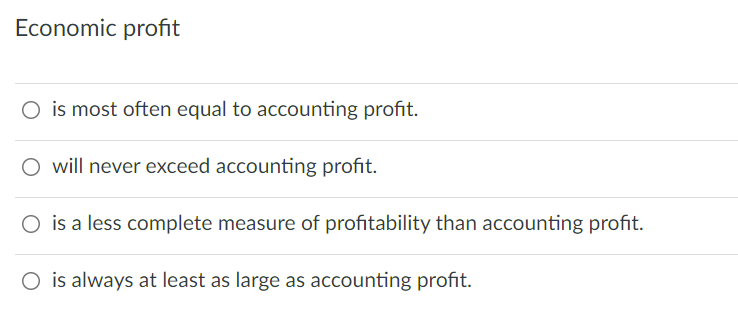 Economic profit
is most often equal to accounting profit.
will never exceed accounting profit.
is a less complete measure of profitability than accounting profit.
is always at least as large as accounting profit.